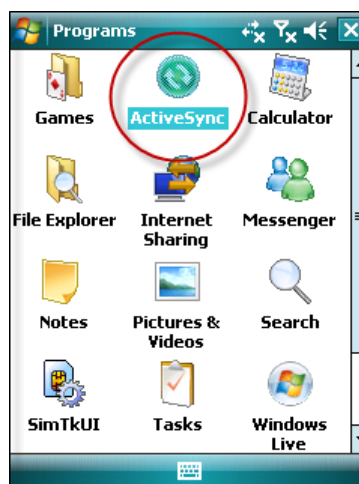 Programs
Games
ActiveSync
Calculator
File Explorer
Internet
Sharing
Messenger
Notes
Pictures &
Videos
Search
SimTkUI
Tasks
Windows
Live